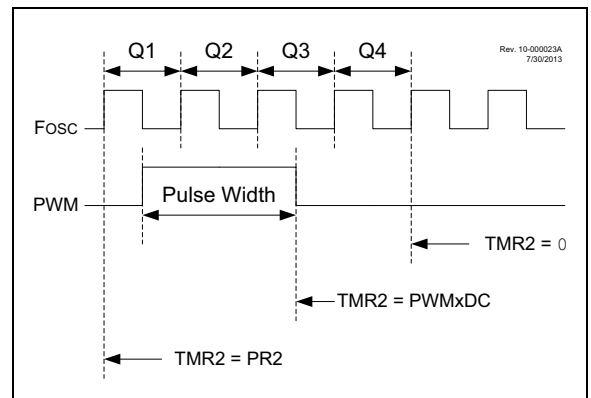 Q1 Q2 Q3 Q4
Rev. 10-000023A
7/30/2013
FOSC
PWM
Pulse Width
TMR2 = 0
TMR2 = PWMxDC
TMR2 = PR2